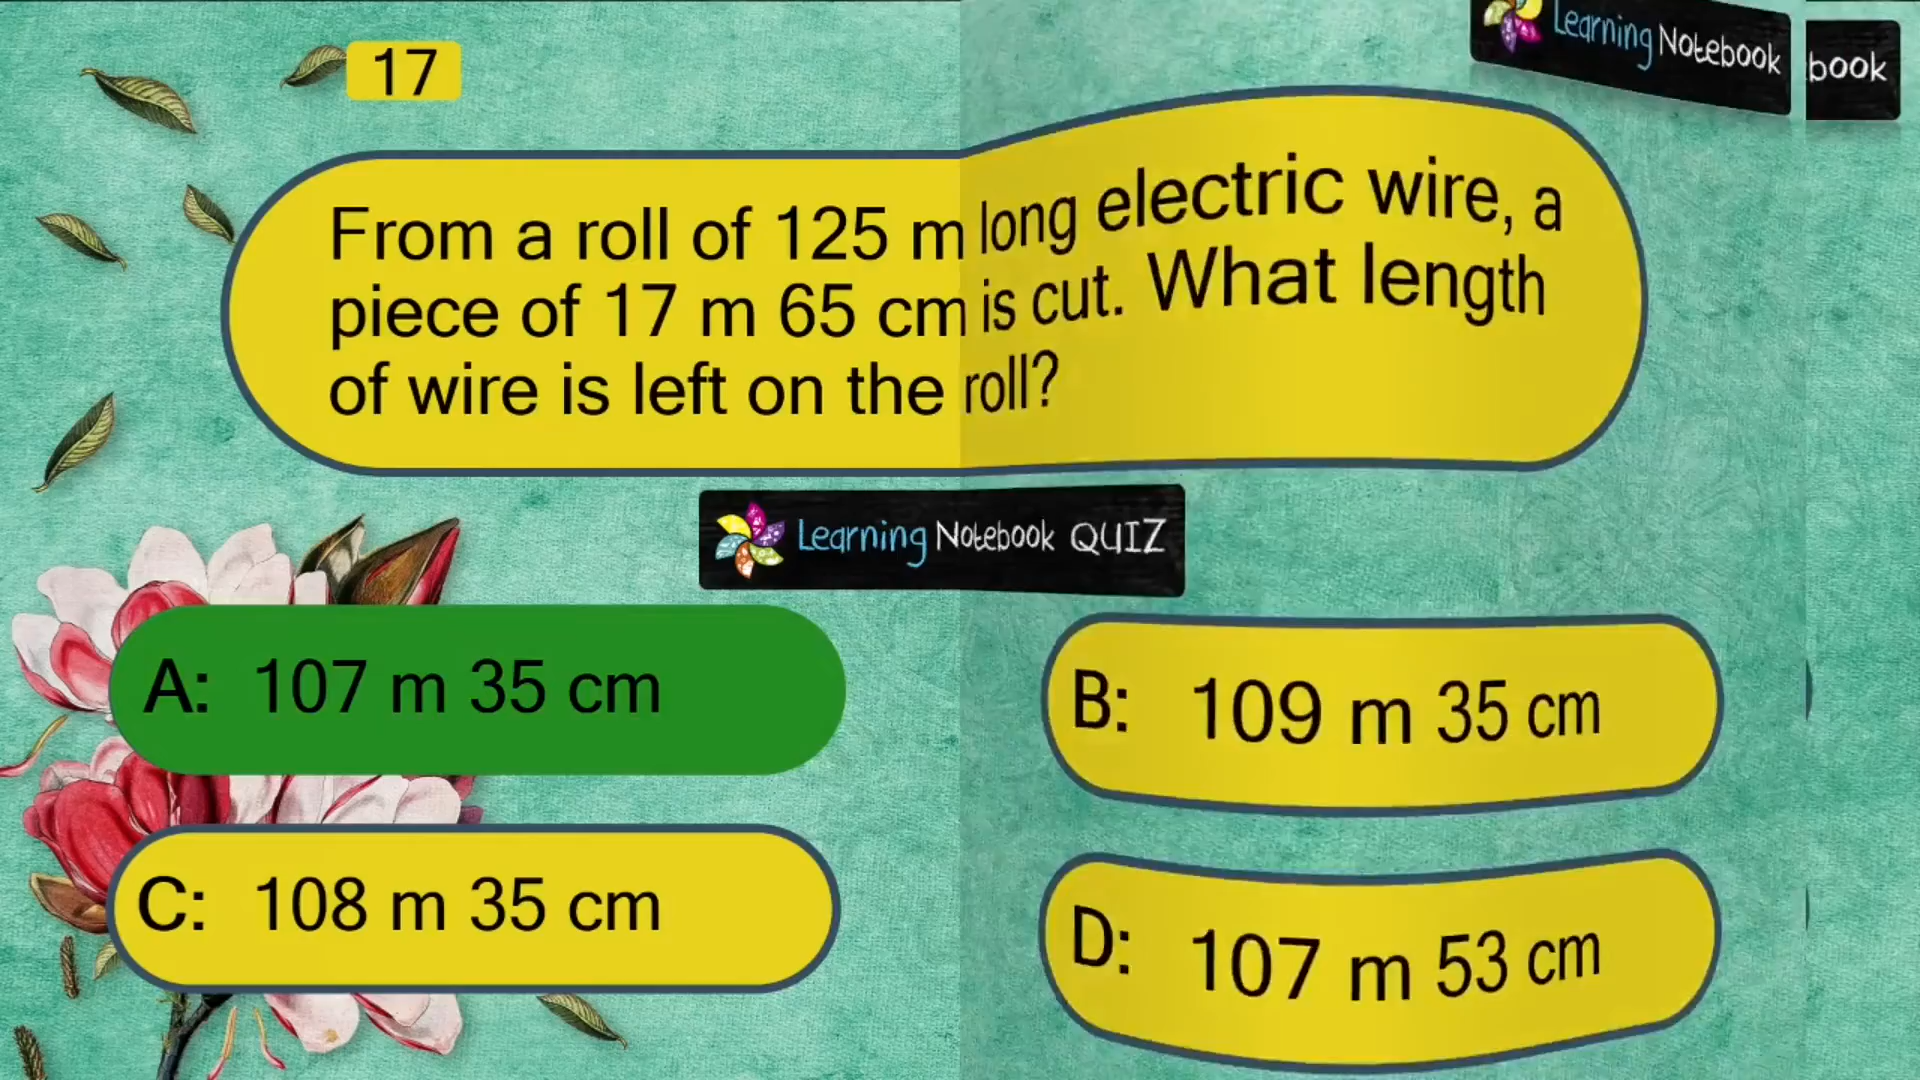 Learning Notebook
book
17
From a roll of 125 m long electric wire, a
piece of 17 m 65 cm is cut. What length
of wire is left on the roll?
Learning Notebook QUIZ
A: 107 m 35 cm
B: 109 m 35 cm
C: 108 m 35 cm
D: 107 m 53 cm